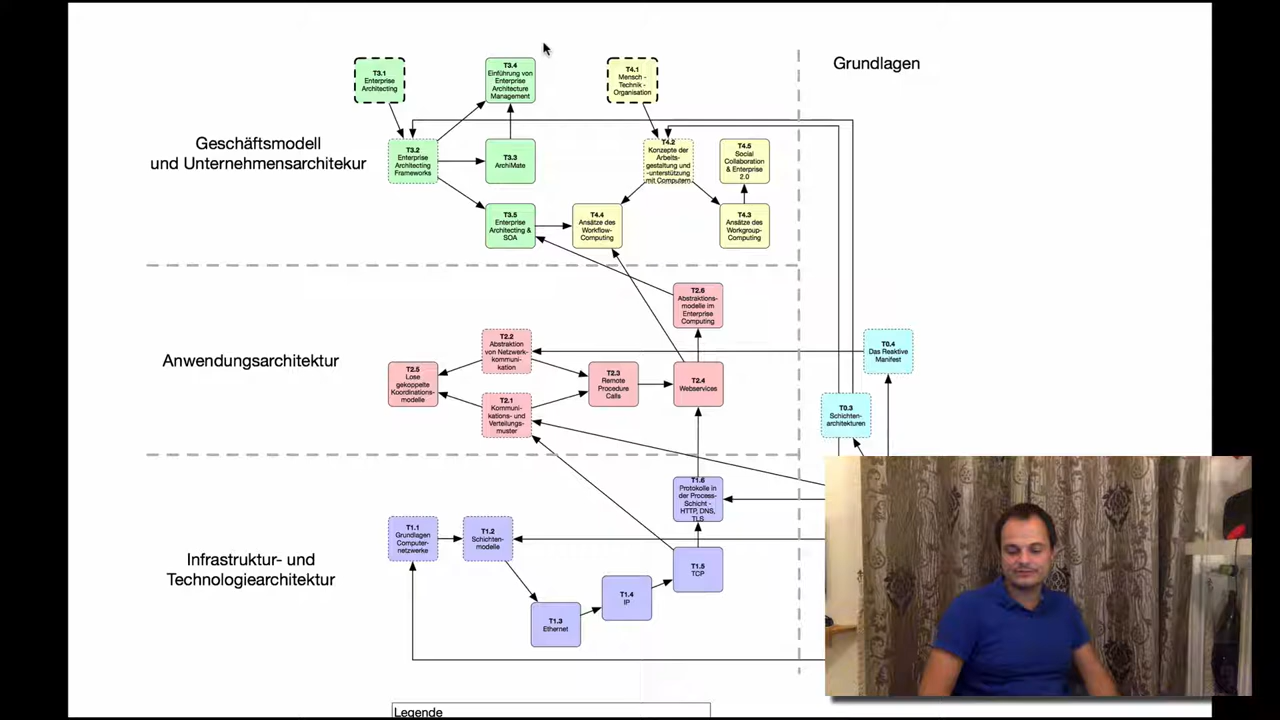 Grundlagen
T3.1
Enterprise
Architecting
T3.4
Einführung von
Enterprise
Architecture
Management
T4.1
Mensch -
Technik -
Organisation
Geschäftsmodell
und Unternehmensarchitekur
T3.2
Enterprise
Architecting
Frameworks
T3.3
ArchiMate
T4.2
Konzepte der
Arbeits-
gestaltung und
-unterstützung
mit Computern
T4.5
Social
Collaboration
& Enterprise
2.0
T3.5
Enterprise
Architecting &
SOA
T4.4
Ansätze des
Workflow-
Computing
T4.3
Ansätze des
Workgroup-
Computing
T2.6
Abstraktions-
modelle im
Enterprise
Computing
Anwendungsarchitektur
T2.2
Abstraktion
von Netzwerk-
kommuni-
kation
T0.4
Das Reaktive
Manifest
T2.5
Lose
gekoppelte
Koordinations-
modelle
T2.3
Remote
Procedure
Calls
T2.4
Webservices
T2.1
Kommuni-
kations- und
Verteilungs-
muster
T0.3
Schichten-
architekturen
T1.6
Protokolle in
der Process-
Schicht -
HTTP, DNS,
TLS
Infrastruktur- und
Technologiearchitektur
T1.1
Grundlagen
Computer-
netzwerke
T1.2
Schichten-
modelle
T1.5
TCP
T1.4
IP
T1.3
Ethernet
Legende